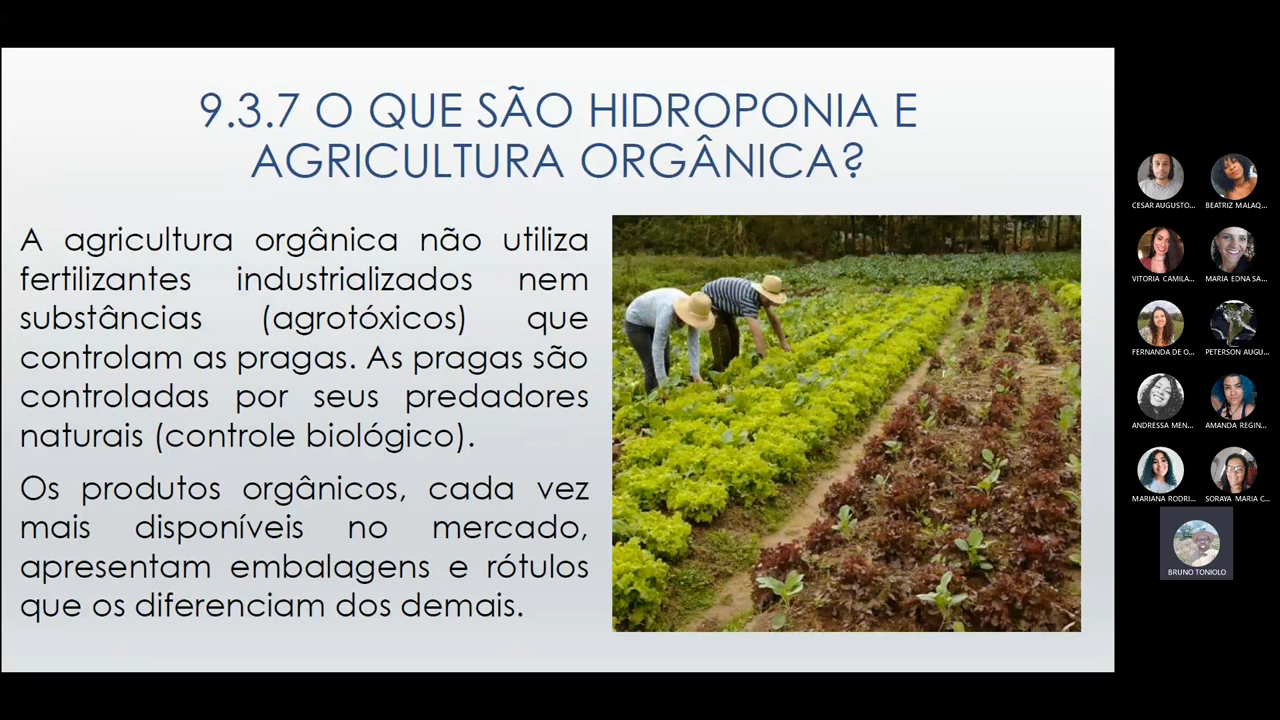 9.3.7 O QUE SÃO HIDROPONIA E
AGRICULTURA ORGÂNICA?
A agricultura orgânica não utiliza
fertilizantes industrializados nem
substâncias (agrotóxicos) que
controlam as pragas. As pragas são
controladas por seus predadores
naturais (controle biológico).
Os produtos orgânicos, cada vez
mais disponíveis no mercado,
apresentam embalagens e rótulos
que os diferenciam dos demais.
CESAR AUGUSTO...
BEATRIZ MALAQ...
VITORIA CAMILA...
MARIA EDNA SA...
FERNANDA DE O...
PETERSON AUGU...
ANDRESSA MEN...
AMANDA REGIN...
MARIANA RODRI...
SORAYA MARIA C...
BRUNO TONIOLO